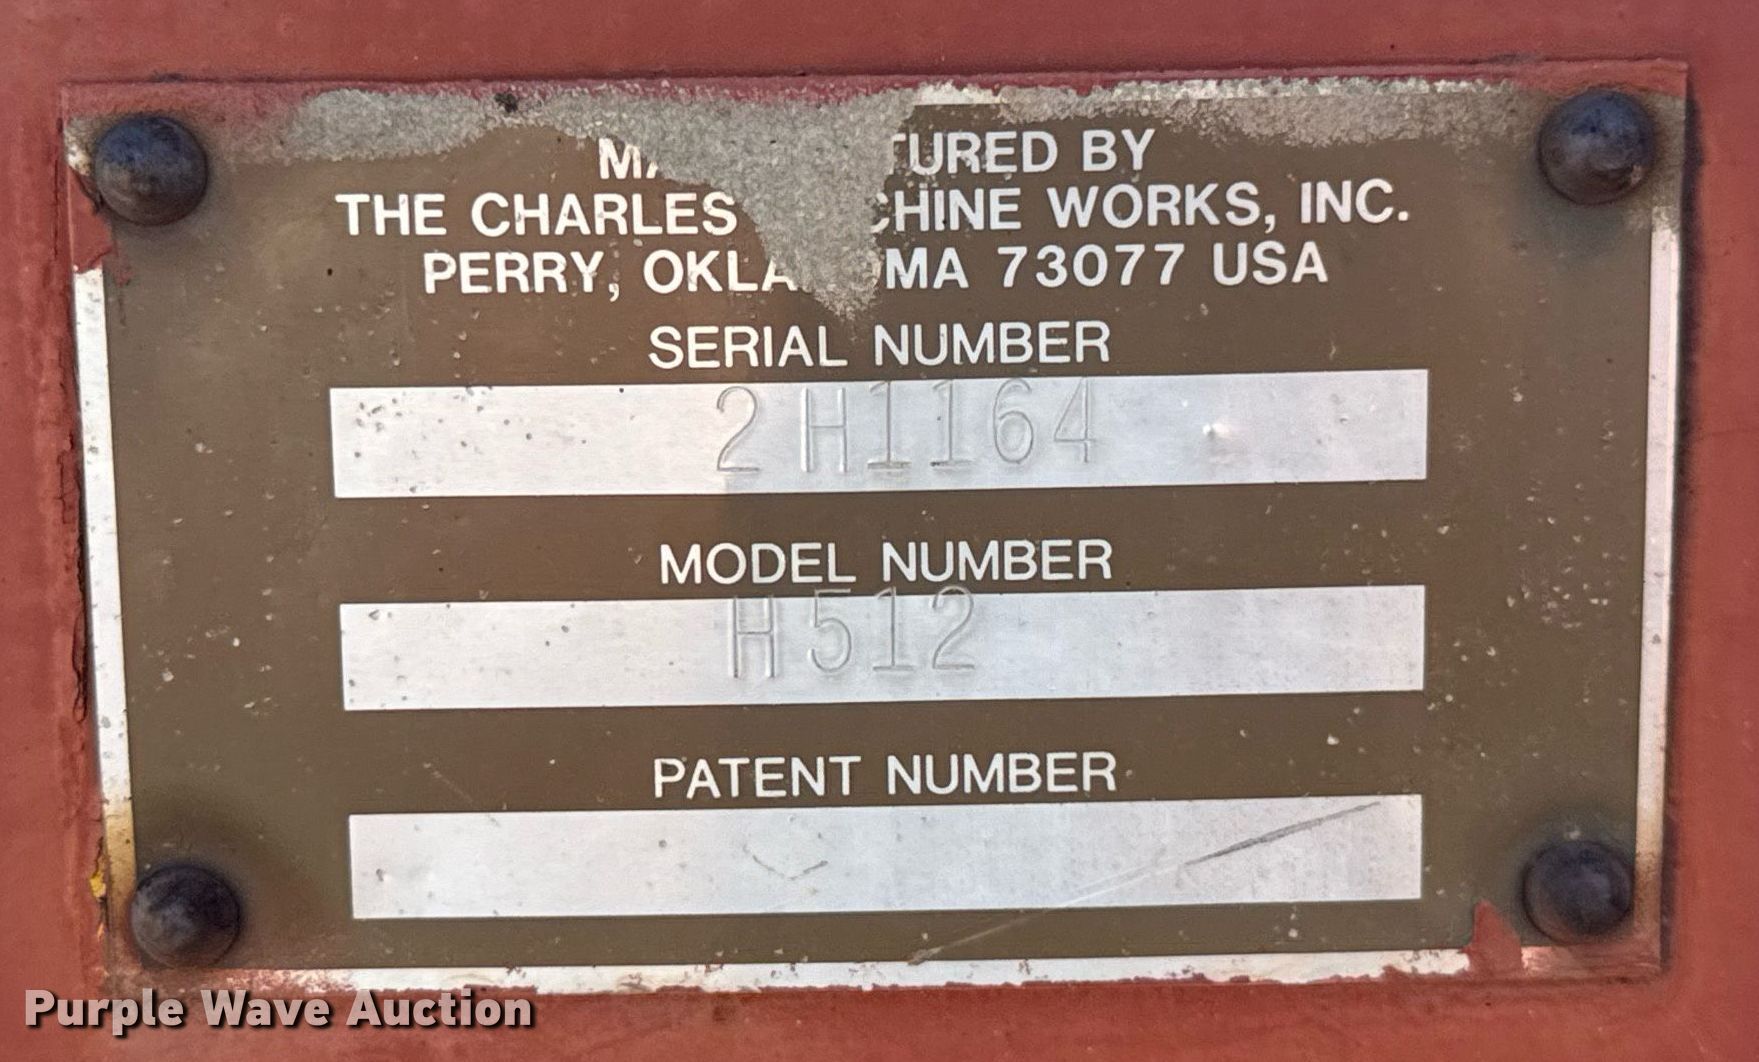 TURED BY
THE CHARLES CHINE WORKS, INC.
PERRY, OKLA MA 73077 USA
SERIAL NUMBER
2H1164
MODEL NUMBER
H512
PATENT NUMBER
Purple Wave Auction